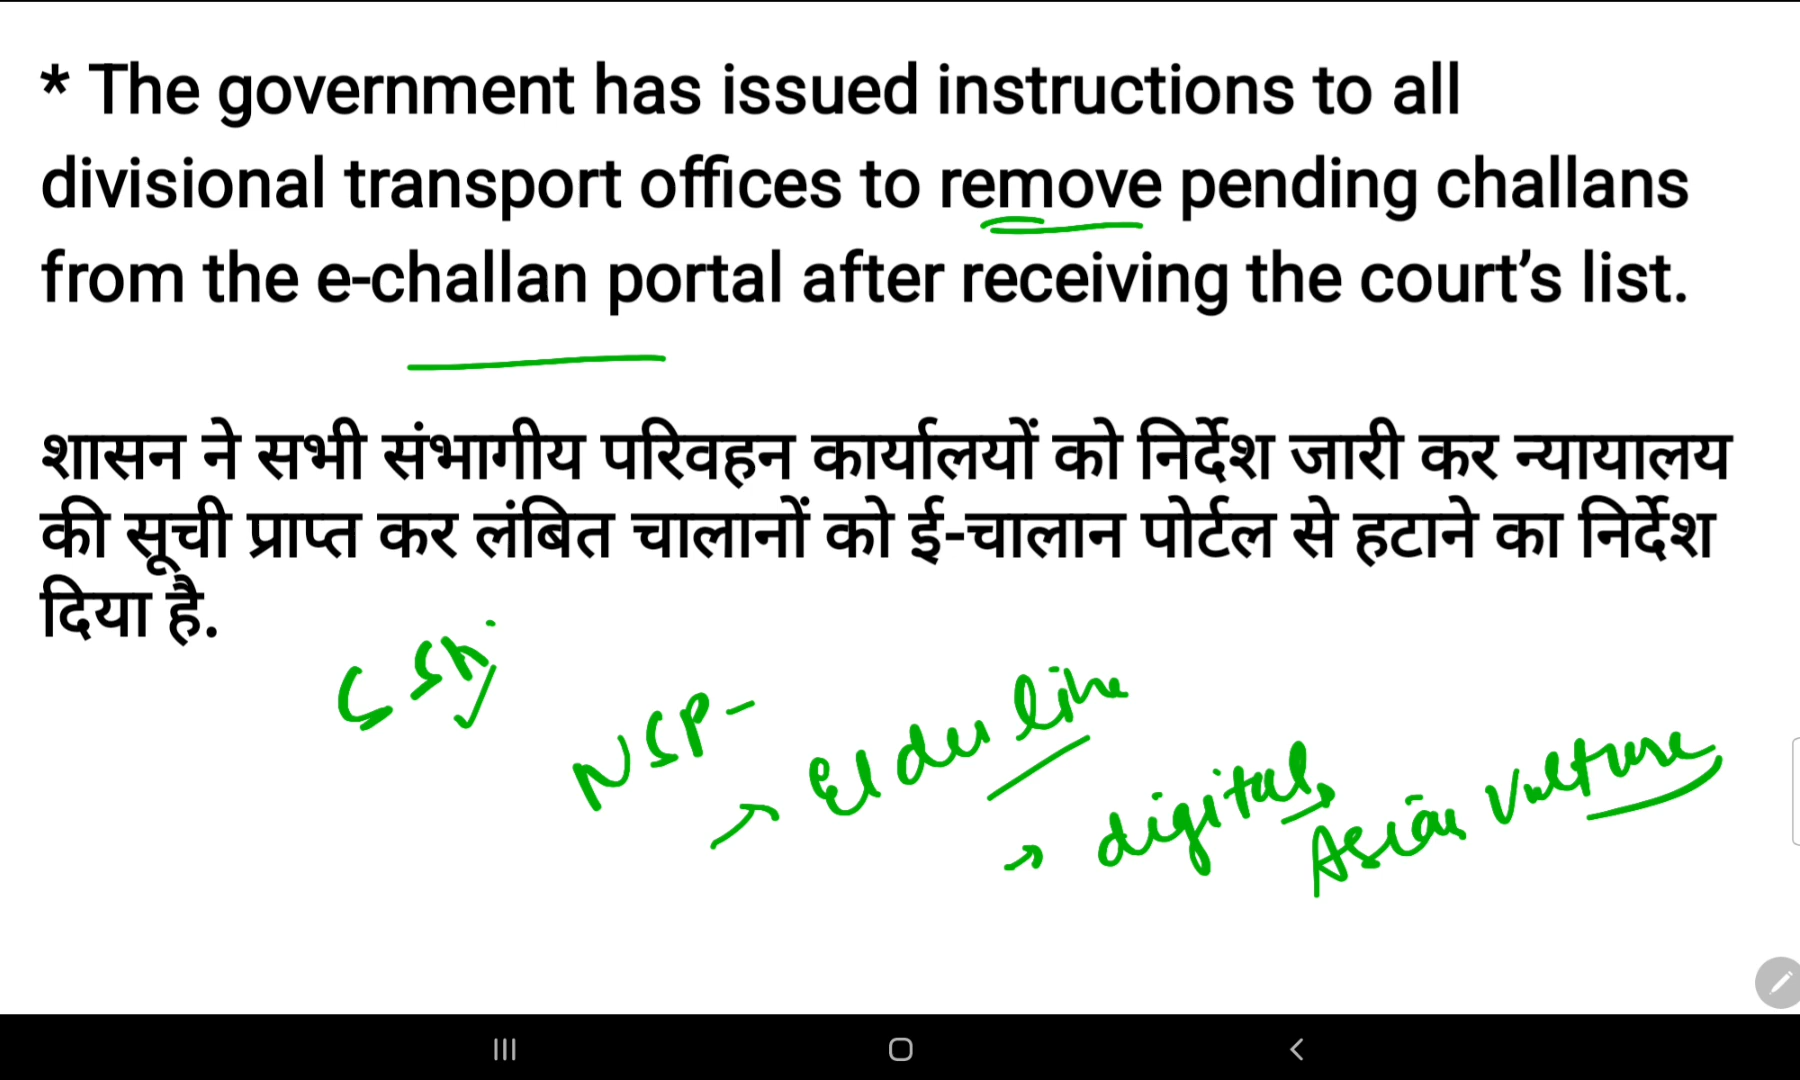 * The government has issued instructions to all
divisional transport offices to remove pending challans
from the e-challan portal after receiving the court’s list.
शासन ने सभी संभागीय परिवहन कार्यालयों को निर्देश जारी कर न्यायालय
की सूची प्राप्त कर लंबित चालानों को ई-चालान पोर्टल से हटाने का निर्देश
दिया है.
NSP-
→ Elder line
→ digital,
Asian Vulture